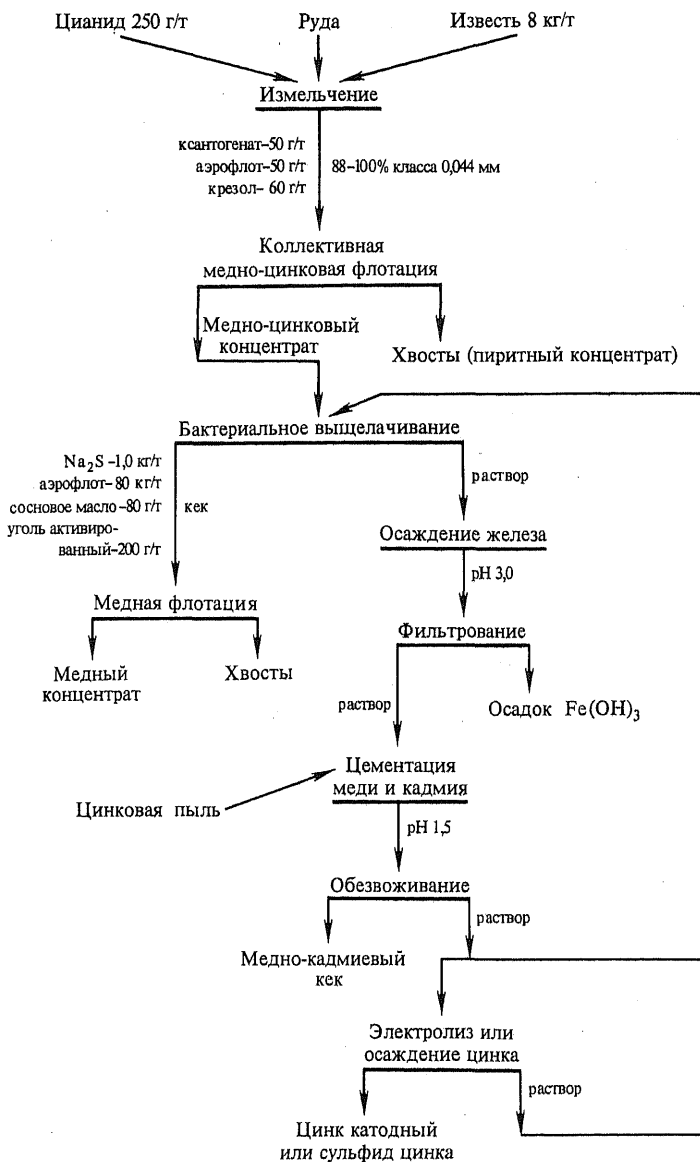 Цианид 250 г/т
Руда
Известь 8 кг/т
Измельчение
ксантогенат–50 г/т
аэрофлот–50 г/т
крезол– 60 г/т
88–100% класса 0,044 мм
Коллективная
медно-цинковая флотация
Медно-цинковый
концентрат
Хвосты (пиритный концентрат)
Бактериальное выщелачивание
Na₂S –1,0 кг/т
аэрофлот– 80 кг/т
сосновое масло –80 г/т
уголь активиро-
ванный–200 г/т
кек
раствор
Осаждение железа
pH 3,0
Медная флотация
Фильтрование
Медный
концентрат
Хвосты
раствор
Осадок Fe(OH)₃
Цементация
меди и кадмия
Цинковая пыль
pH 1,5
Обезвоживание
раствор
Медно-кадмиевый
кек
Электролиз или
осаждение цинка
раствор
Цинк катодный
или сульфид цинка